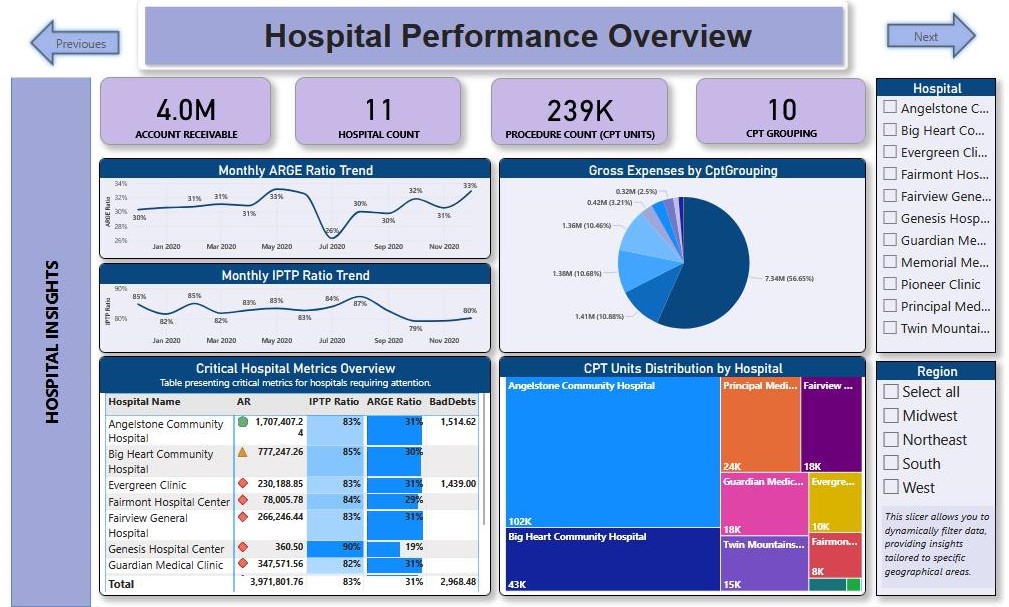 Hospital Performance Overview
Previoues
Next
HOSPITAL INSIGHTS
4.0M
ACCOUNT RECEIVABLE
11
HOSPITAL COUNT
239K
PROCEDURE COUNT (CPT UNITS)
10
CPT GROUPING
Monthly ARGE Ratio Trend
ARGE Ratio
34%
32%
30%
28%
26%
30%
31%
31%
31%
33%
26%
30%
30%
32%
31%
33%
Jan 2020 Mar 2020 May 2020 Jul 2020 Sep 2020 Nov 2020
Monthly IPTP Ratio Trend
IPTP Ratio
90%
80%
85%
82%
85%
82%
83%
83%
83%
84%
87%
79%
80%
Jan 2020 Mar 2020 May 2020 Jul 2020 Sep 2020 Nov 2020
Gross Expenses by CptGrouping
0.32M (2.5%)
0.42M (3.21%)
1.36M (10.46%)
1.38M (10.68%)
1.41M (10.88%)
7.34M (56.65%)
Critical Hospital Metrics Overview
Table presenting critical metrics for hospitals requiring attention.
Hospital Name AR IPTP Ratio ARGE Ratio BadDebts
Angelstone Community 1,707,407.2 83% 31% 1,514.62
Hospital 4
Big Heart Community 777,247.26 85% 30%
Hospital
Evergreen Clinic 230,188.85 83% 31% 1,439.00
Fairmont Hospital Center 78,005.78 84% 29%
Fairview General 266,246.44 83% 31%
Hospital
Genesis Hospital Center 360.50 90% 19%
Guardian Medical Clinic 347,571.56 82% 31%
Total 3,971,801.76 83% 31% 2,968.48
CPT Units Distribution by Hospital
Angelstone Community Hospital
102K
Big Heart Community Hospital
43K
Principal Medi...
24K
Fairview ...
18K
Guardian Medic...
18K
Evergre...
10K
Twin Mountains...
15K
Fairmon...
8K
Hospital
Angelstone C...
Big Heart Co...
Evergreen Cli...
Fairmont Hos...
Fairview Gene...
Genesis Hosp...
Guardian Me...
Memorial Me...
Pioneer Clinic
Principal Med...
Twin Mountai...
Region
Select all
Midwest
Northeast
South
West
This slicer allows you to
dynamically filter data,
providing insights
tailored to specific
geographical areas.